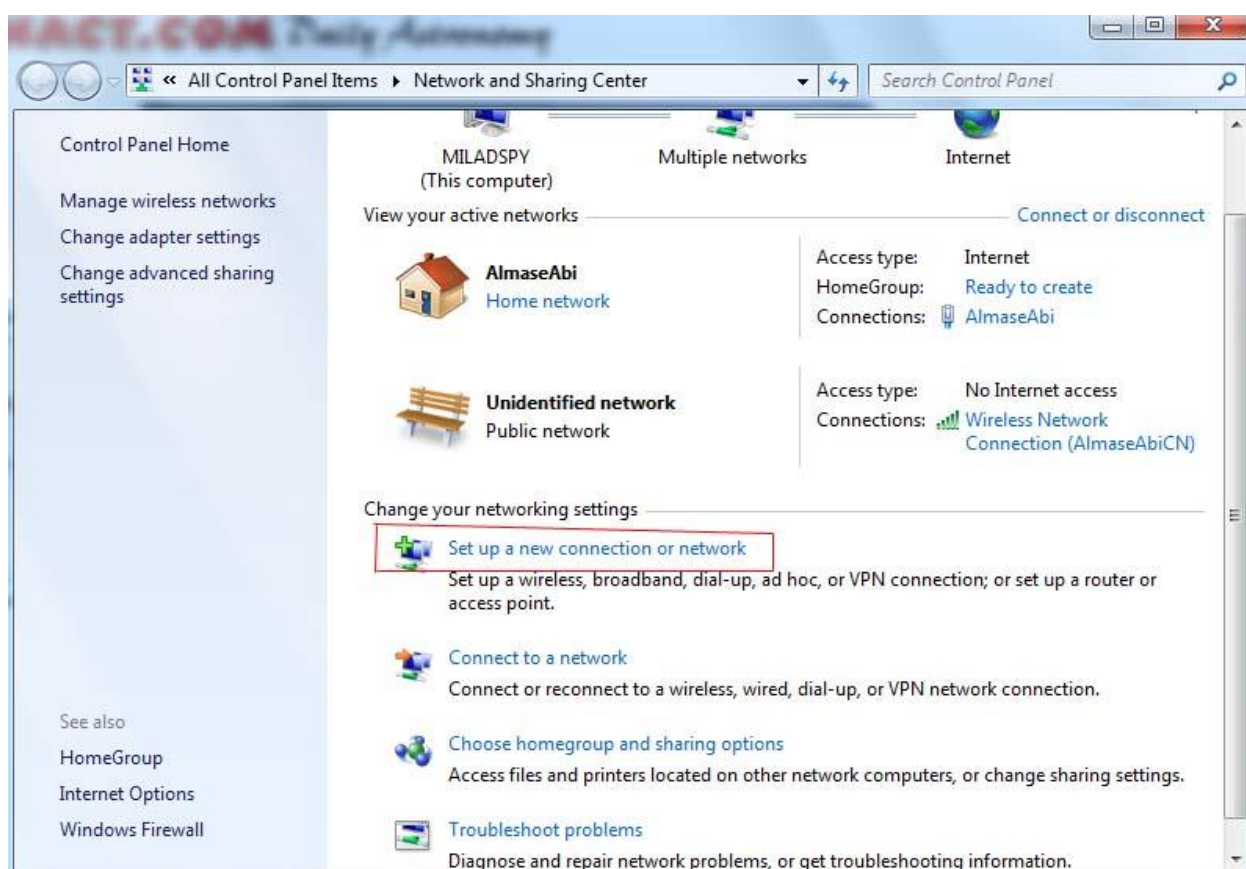 ACT.COM Daily Astronomy
« All Control Panel Items ▸ Network and Sharing Center
Search Control Panel
Control Panel Home
Manage wireless networks
Change adapter settings
Change advanced sharing
settings
See also
HomeGroup
Internet Options
Windows Firewall
MILADSPY
(This computer)
Multiple networks
Internet
View your active networks
Connect or disconnect
AlmaseAbi
Home network
Access type: Internet
HomeGroup: Ready to create
Connections: AlmaseAbi
Unidentified network
Public network
Access type: No Internet access
Connections: Wireless Network
Connection (AlmaseAbiCN)
Change your networking settings
Set up a new connection or network
Set up a wireless, broadband, dial-up, ad hoc, or VPN connection; or set up a router or
access point.
Connect to a network
Connect or reconnect to a wireless, wired, dial-up, or VPN network connection.
Choose homegroup and sharing options
Access files and printers located on other network computers, or change sharing settings.
Troubleshoot problems
Diagnose and repair network problems, or get troubleshooting information.